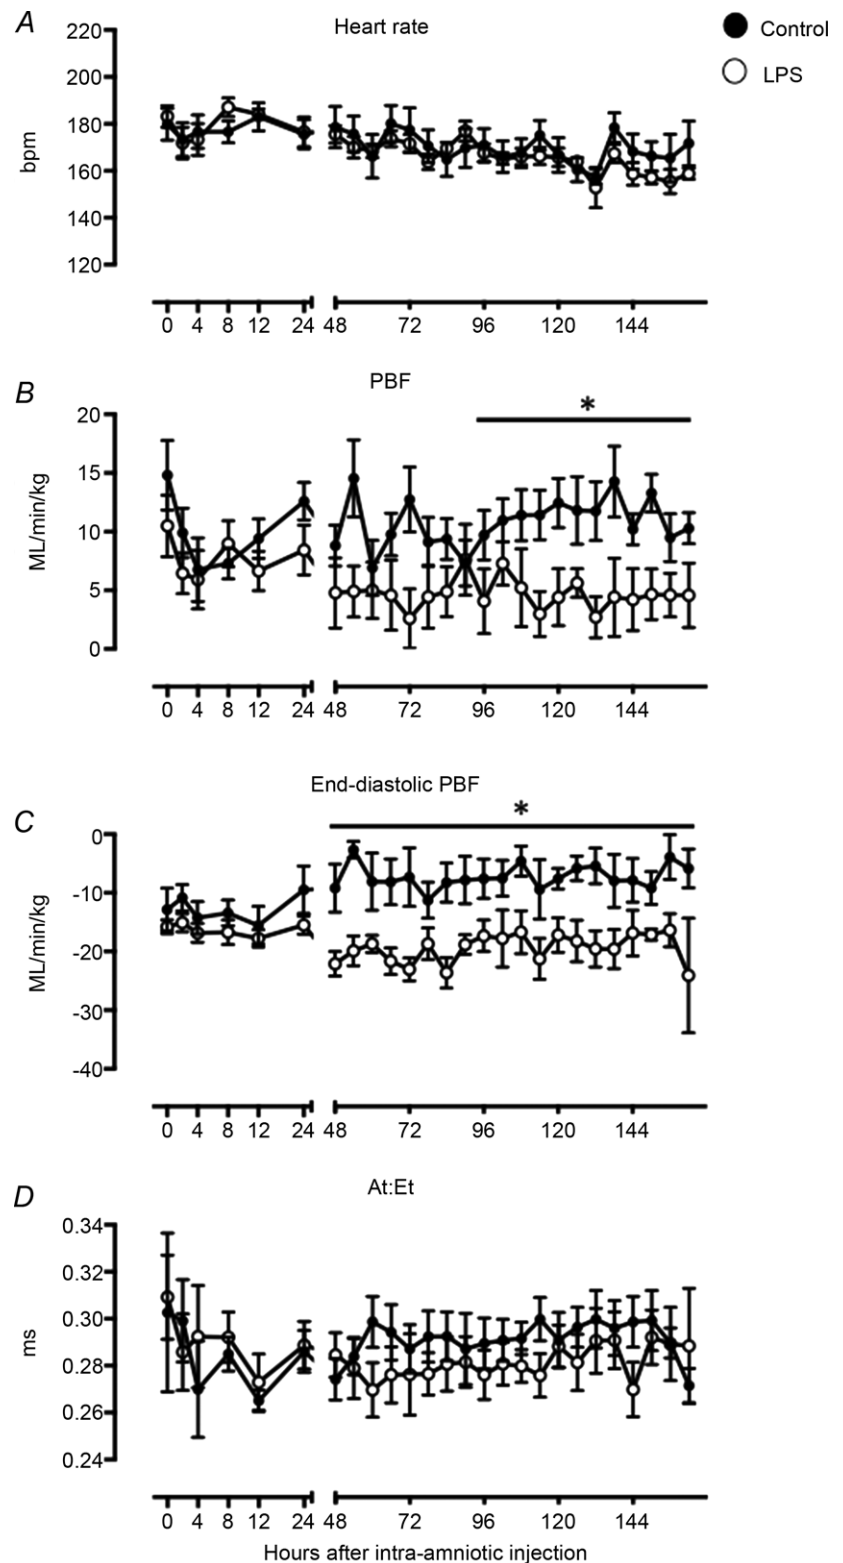 A
Heart rate
Control
LPS
220
200
180
160
140
120
bpm
0 4 8 12 24 48 72 96 120 144
B
PBF
*
20
15
10
5
0
ML/min/kg
0 4 8 12 24 48 72 96 120 144
C
End-diastolic PBF
*
0
-10
-20
-30
-40
ML/min/kg
0 4 8 12 24 48 72 96 120 144
D
At:Et
0.34
0.32
0.30
0.28
0.26
0.24
ms
0 4 8 12 24 48 72 96 120 144
Hours after intra-amniotic injection